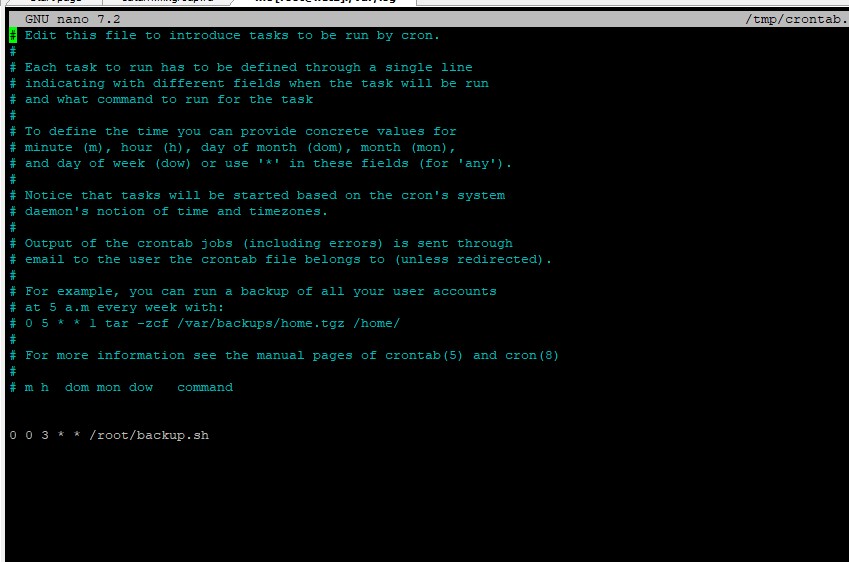 GNU nano 7.2 /tmp/crontab.
# Edit this file to introduce tasks to be run by cron.
#
# Each task to run has to be defined through a single line
# indicating with different fields when the task will be run
# and what command to run for the task
#
# To define the time you can provide concrete values for
# minute (m), hour (h), day of month (dom), month (mon),
# and day of week (dow) or use '*' in these fields (for 'any').
#
# Notice that tasks will be started based on the cron's system
# daemon's notion of time and timezones.
#
# Output of the crontab jobs (including errors) is sent through
# email to the user the crontab file belongs to (unless redirected).
#
# For example, you can run a backup of all your user accounts
# at 5 a.m every week with:
# 0 5 * * 1 tar -zcf /var/backups/home.tgz /home/
#
# For more information see the manual pages of crontab(5) and cron(8)
#
# m h  dom mon dow   command
0 0 3 * * /root/backup.sh